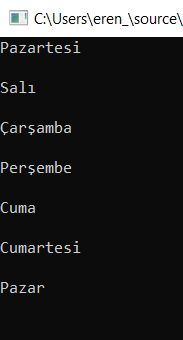 C:\Users\eren_\source\
Pazartesi
Salı
Çarşamba
Perşembe
Cuma
Cumartesi
Pazar